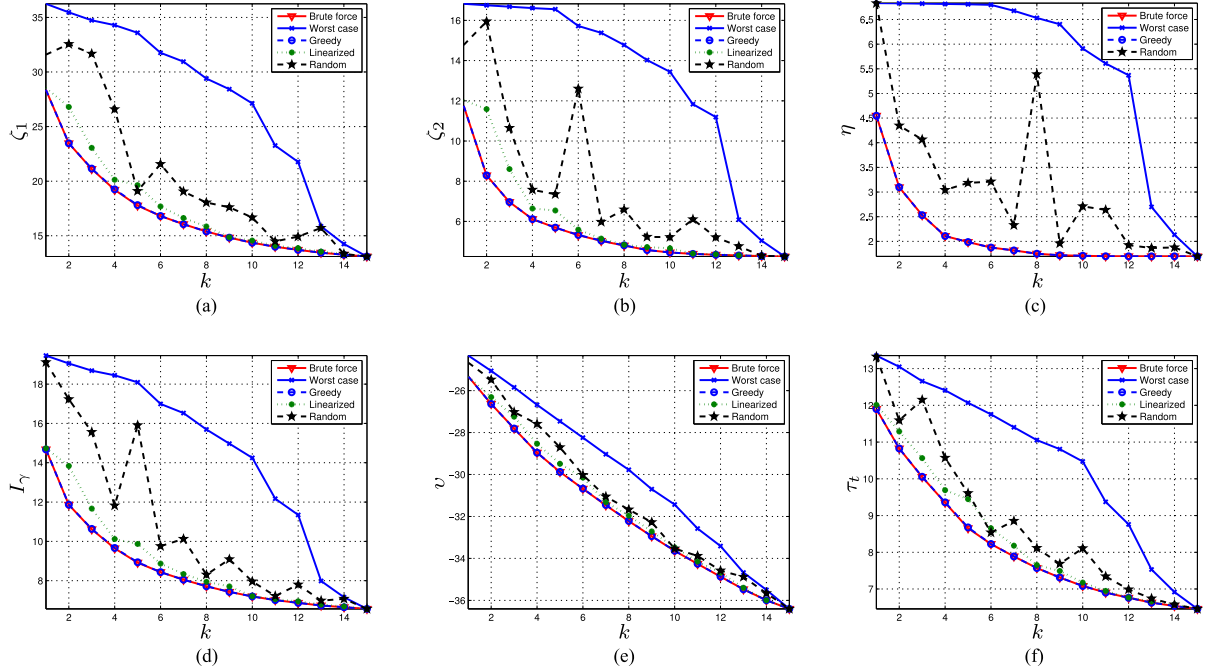 35
30
25
20
15
ζ1
2 4 6 8 10 12 14
k
Brute force
Worst case
Greedy
Linearized
Random
(a)
16
14
12
10
8
6
ζ2
2 4 6 8 10 12 14
k
Brute force
Worst case
Greedy
Linearized
Random
(b)
6.5
6
5.5
5
4.5
4
3.5
3
2.5
2
η
2 4 6 8 10 12 14
k
Brute force
Worst case
Greedy
Linearized
Random
(c)
18
16
14
12
10
8
Iγ
2 4 6 8 10 12 14
k
Brute force
Worst case
Greedy
Linearized
Random
(d)
-26
-28
-30
-32
-34
-36
υ
2 4 6 8 10 12 14
k
Brute force
Worst case
Greedy
Linearized
Random
(e)
13
12
11
10
9
8
7
τt
2 4 6 8 10 12 14
k
Brute force
Worst case
Greedy
Linearized
Random
(f)